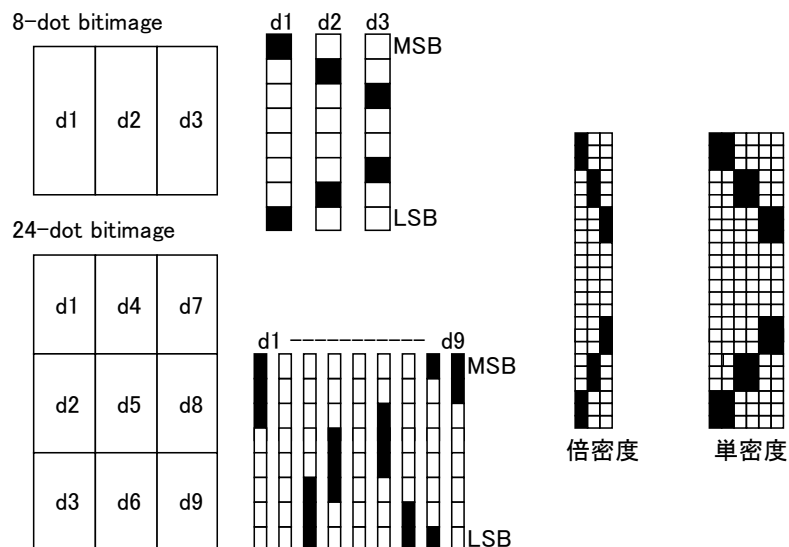 8-dot bitimage
d1 d2 d3
d1 d2 d3
MSB
LSB
24-dot bitimage
d1 d4 d7
d2 d5 d8
d3 d6 d9
d1 ----------- d9
MSB
LSB
倍密度 単密度